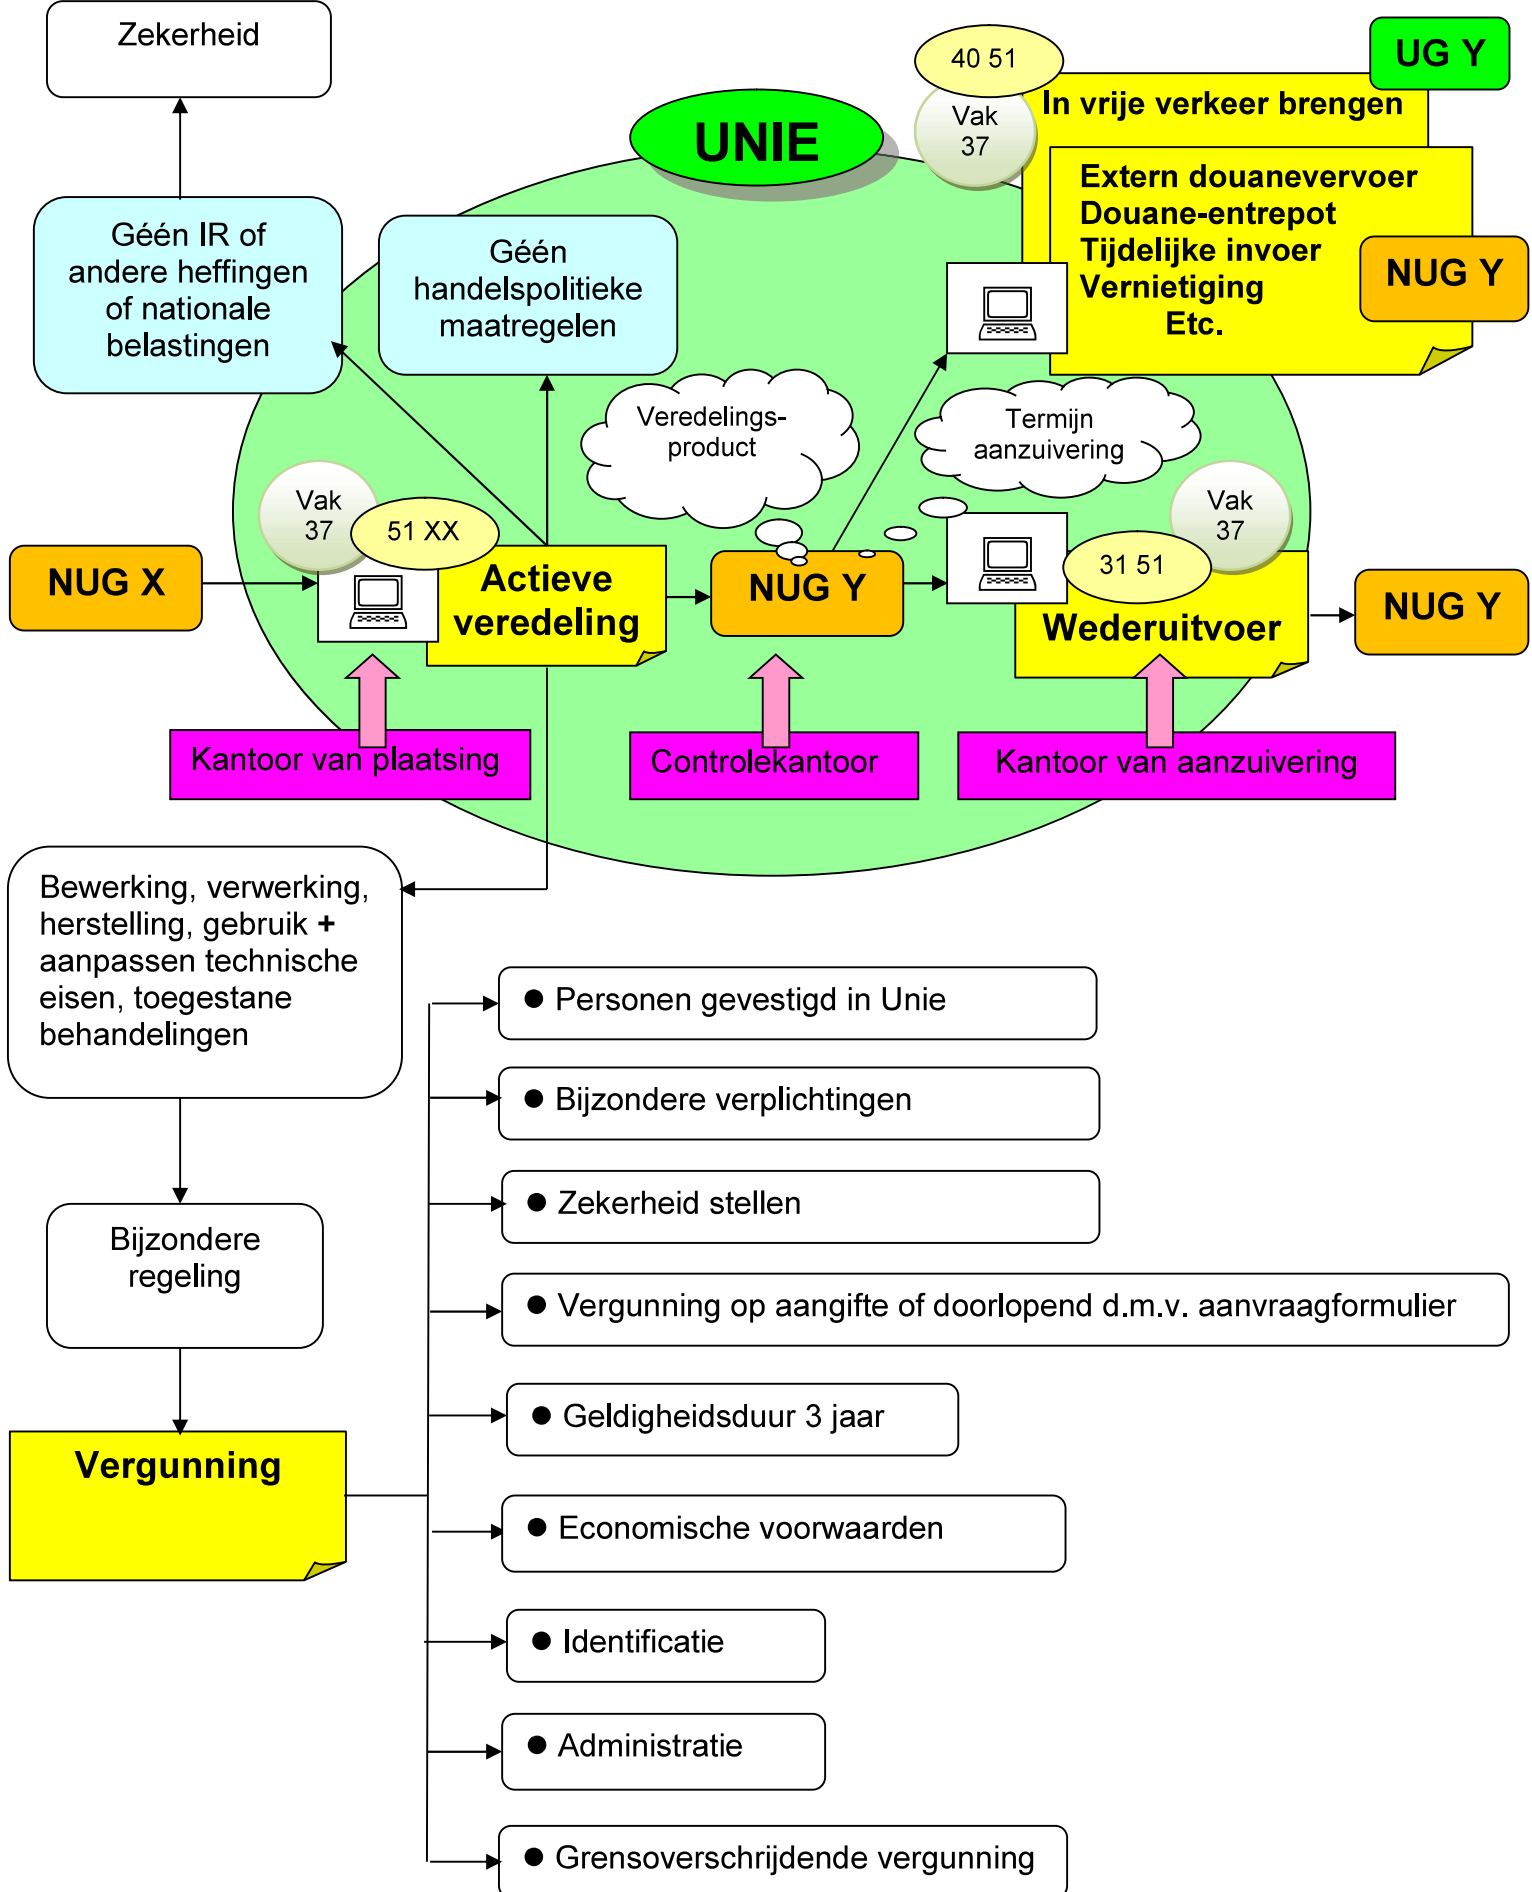 Zekerheid
40 51
UG Y
UNIE
Vak
37
In vrije verkeer brengen
Extern douanevervoer
Douane-entrepot
Tijdelijke invoer
Vernietiging
Etc.
NUG Y
Géén IR of
andere heffingen
of nationale
belastingen
Géén
handelspolitieke
maatregelen
Veredelings-
product
Termijn
aanzuivering
Vak
37
51 XX
Vak
37
31 51
NUG X
Actieve
veredeling
NUG Y
Wederuitvoer
NUG Y
Kantoor van plaatsing
Controlekantoor
Kantoor van aanzuivering
Bewerking, verwerking,
herstelling, gebruik +
aanpassen technische
eisen, toegestane
behandelingen
● Personen gevestigd in Unie
● Bijzondere verplichtingen
● Zekerheid stellen
Bijzondere
regeling
● Vergunning op aangifte of doorlopend d.m.v. aanvraagformulier
● Geldigheidsduur 3 jaar
Vergunning
● Economische voorwaarden
● Identificatie
● Administratie
● Grensoverschrijdende vergunning